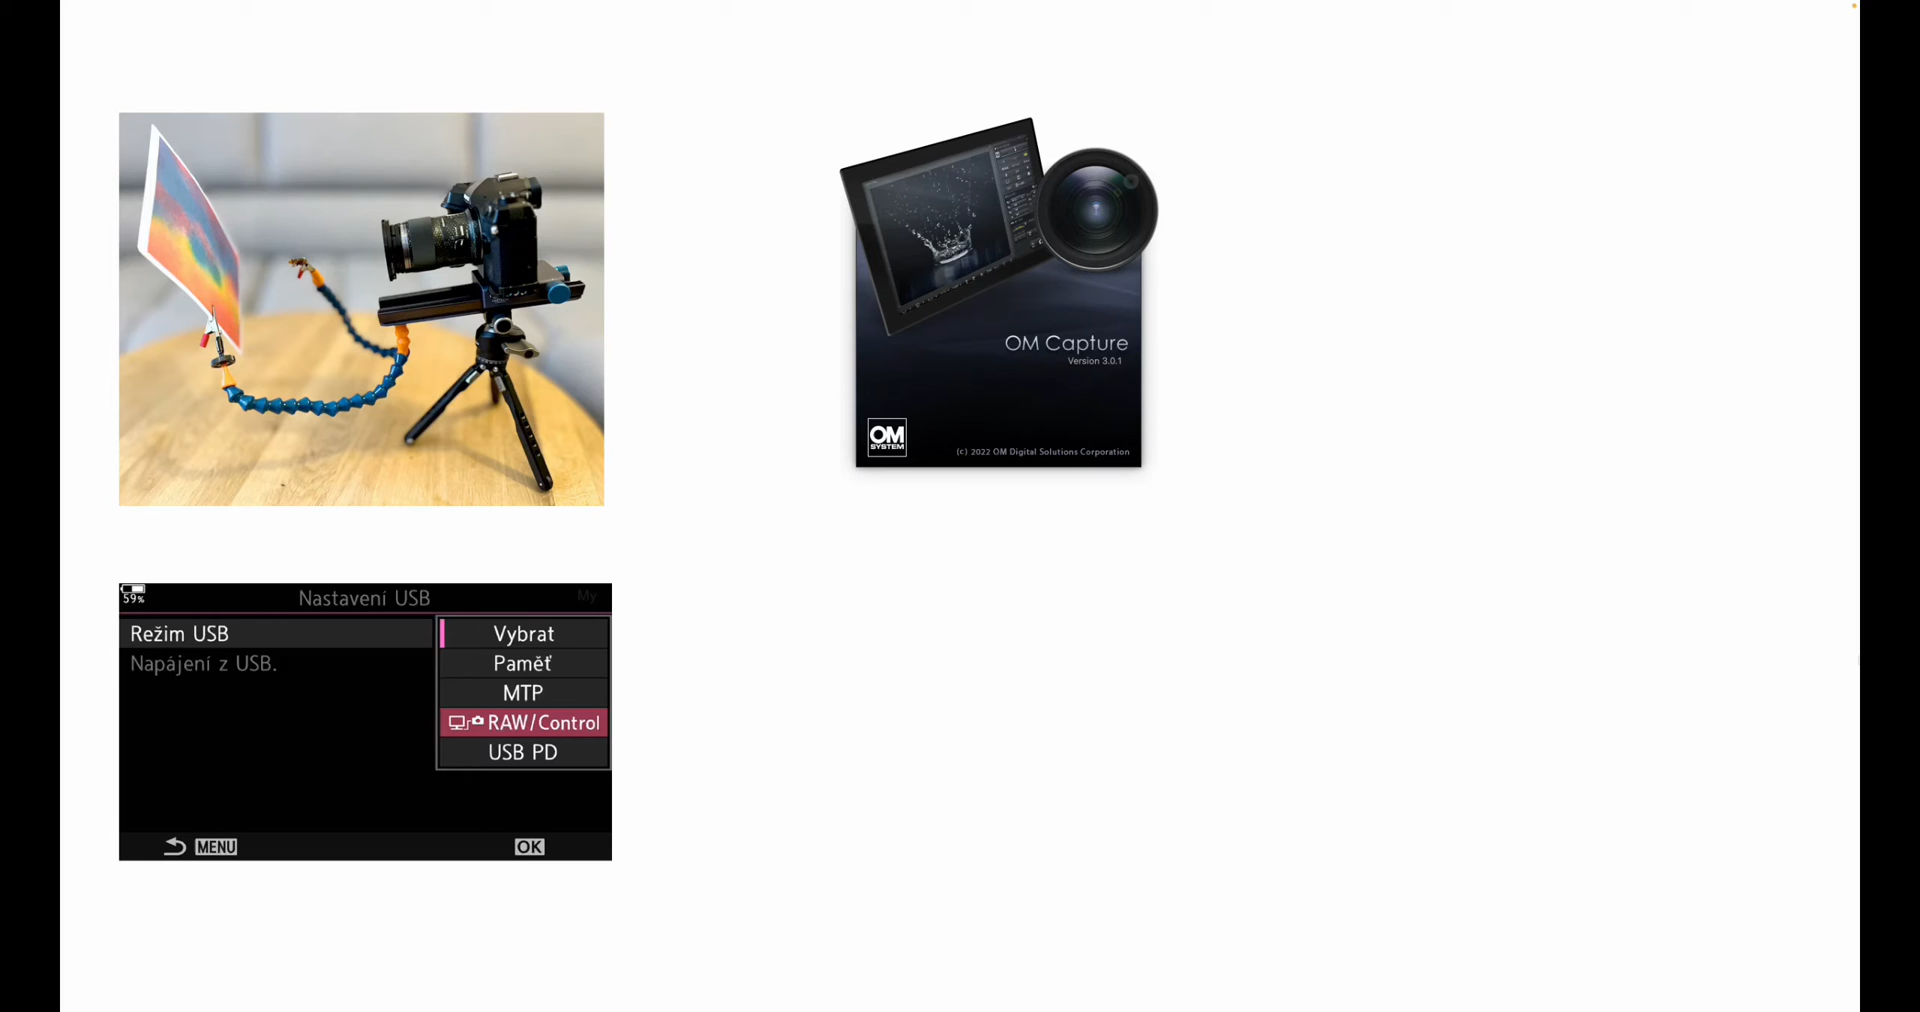 OM Capture
Version 3.0.1
OM
SYSTEM
(c) 2022 OM Digital Solutions Corporation
59%
Nastavení USB
My
Režim USB
Vybrat
Napájení z USB.
Paměť
MTP
RAW/Control
USB PD
MENU
OK